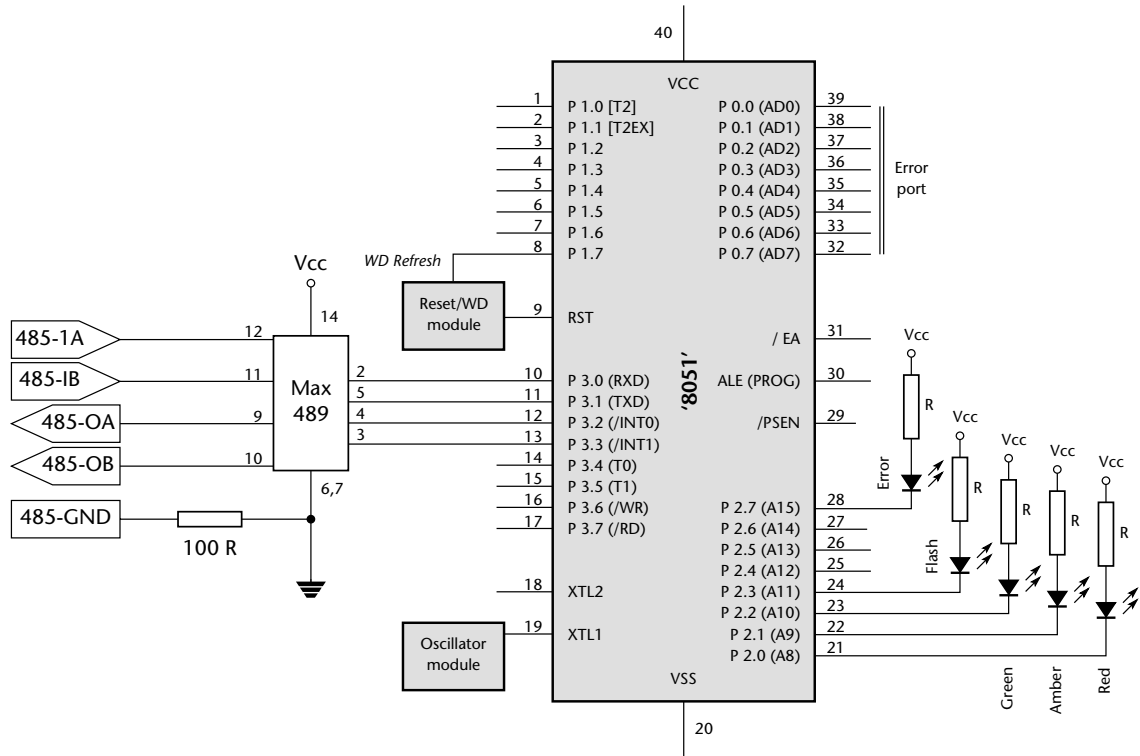 40
VCC
1 P 1.0 [T2] P 0.0 (AD0) 39
2 P 1.1 [T2EX] P 0.1 (AD1) 38
3 P 1.2 P 0.2 (AD2) 37
4 P 1.3 P 0.3 (AD3) 36
5 P 1.4 P 0.4 (AD4) 35
6 P 1.5 P 0.5 (AD5) 34
7 P 1.6 P 0.6 (AD6) 33
8 P 1.7 P 0.7 (AD7) 32
Error
port
WD Refresh
Reset/WD
module
9 RST
'8051'
/ EA 31
ALE (PROG) 30
/PSEN 29
Vcc
14
485-1A 12
485-IB 11
485-OA 9
485-OB 10
Max
489
6,7
485-GND
100 R
2 10 P 3.0 (RXD)
5 11 P 3.1 (TXD)
4 12 P 3.2 (/INT0)
3 13 P 3.3 (/INT1)
14 P 3.4 (T0)
15 P 3.5 (T1)
16 P 3.6 (/WR)
17 P 3.7 (/RD)
18 XTL2
19 XTL1
Oscillator
module
P 2.7 (A15) 28
P 2.6 (A14) 27
P 2.5 (A13) 26
P 2.4 (A12) 25
P 2.3 (A11) 24
P 2.2 (A10) 23
P 2.1 (A9) 22
P 2.0 (A8) 21
VSS
20
Vcc
R
Error
Vcc
R
Flash
Vcc
R
Green
Vcc
R
Amber
Vcc
R
Red